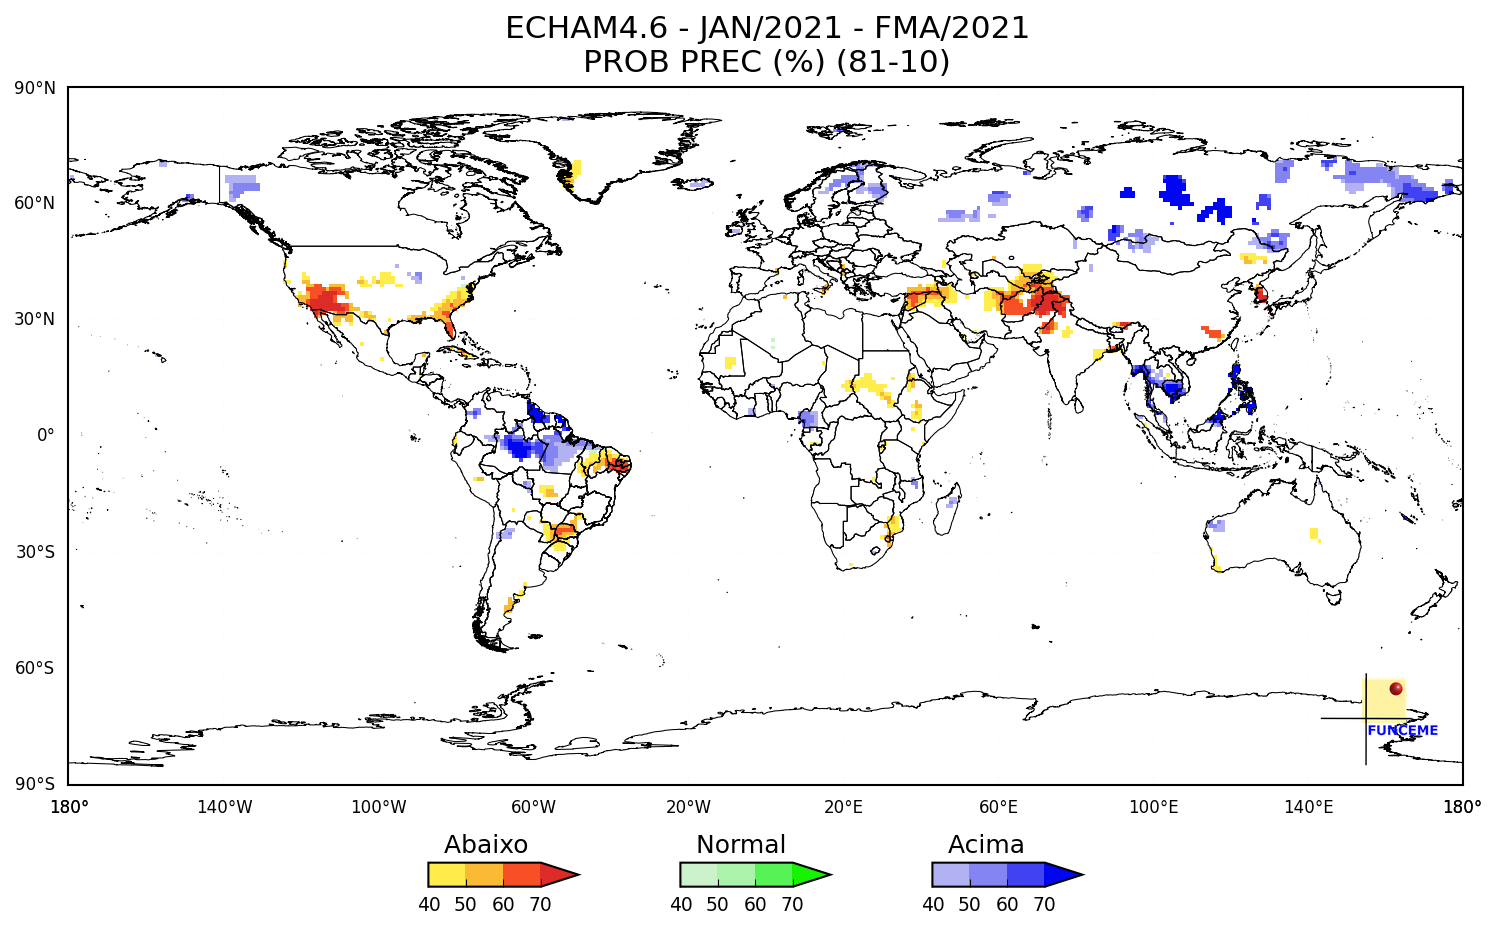 ECHAM4.6 - JAN/2021 - FMA/2021
PROB PREC (%) (81-10)
90°N
60°N
30°N
0°
30°S
60°S
90°S
FUNCEME
180° 140°W 100°W 60°W 20°W 20°E 60°E 100°E 140°E 180°
Abaixo Normal Acima
40 50 60 70 40 50 60 70 40 50 60 70